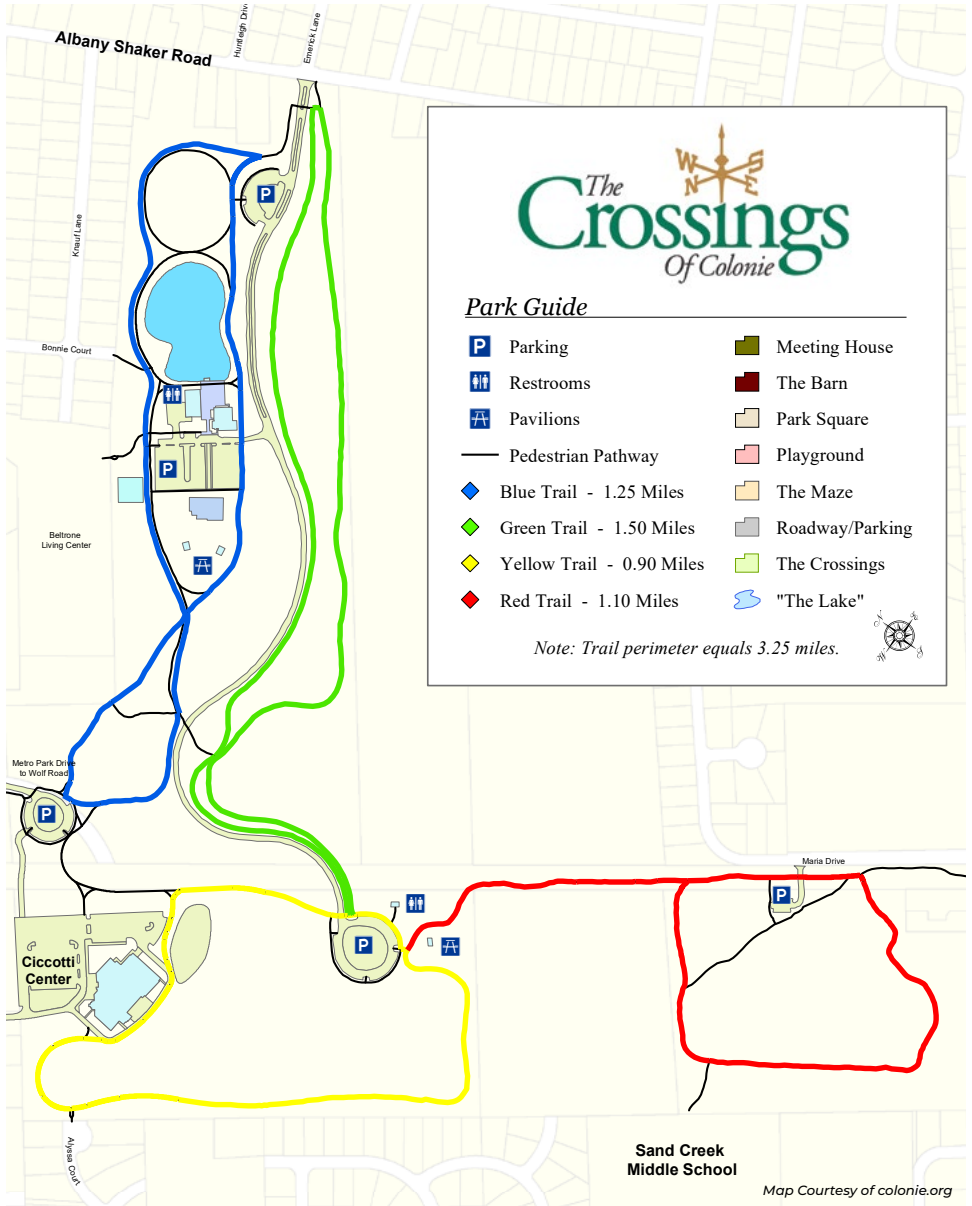 Albany Shaker Road
Huntleigh Drive
Emerick Lane
Knauf Lane
Bonnie Court
P
P
Beltrone
Living Center
Metro Park Drive
to Wolf Road
P
Ciccotti
Center
P
Maria Drive
P
Alyssa Court
Sand Creek
Middle School
W S
N E
The
Crossings
Of Colonie
Park Guide
P Parking
Restrooms
Pavilions
Pedestrian Pathway
Blue Trail - 1.25 Miles
Green Trail - 1.50 Miles
Yellow Trail - 0.90 Miles
Red Trail - 1.10 Miles
Meeting House
The Barn
Park Square
Playground
The Maze
Roadway/Parking
The Crossings
"The Lake"
N E
W S
Note: Trail perimeter equals 3.25 miles.
Map Courtesy of colonie.org